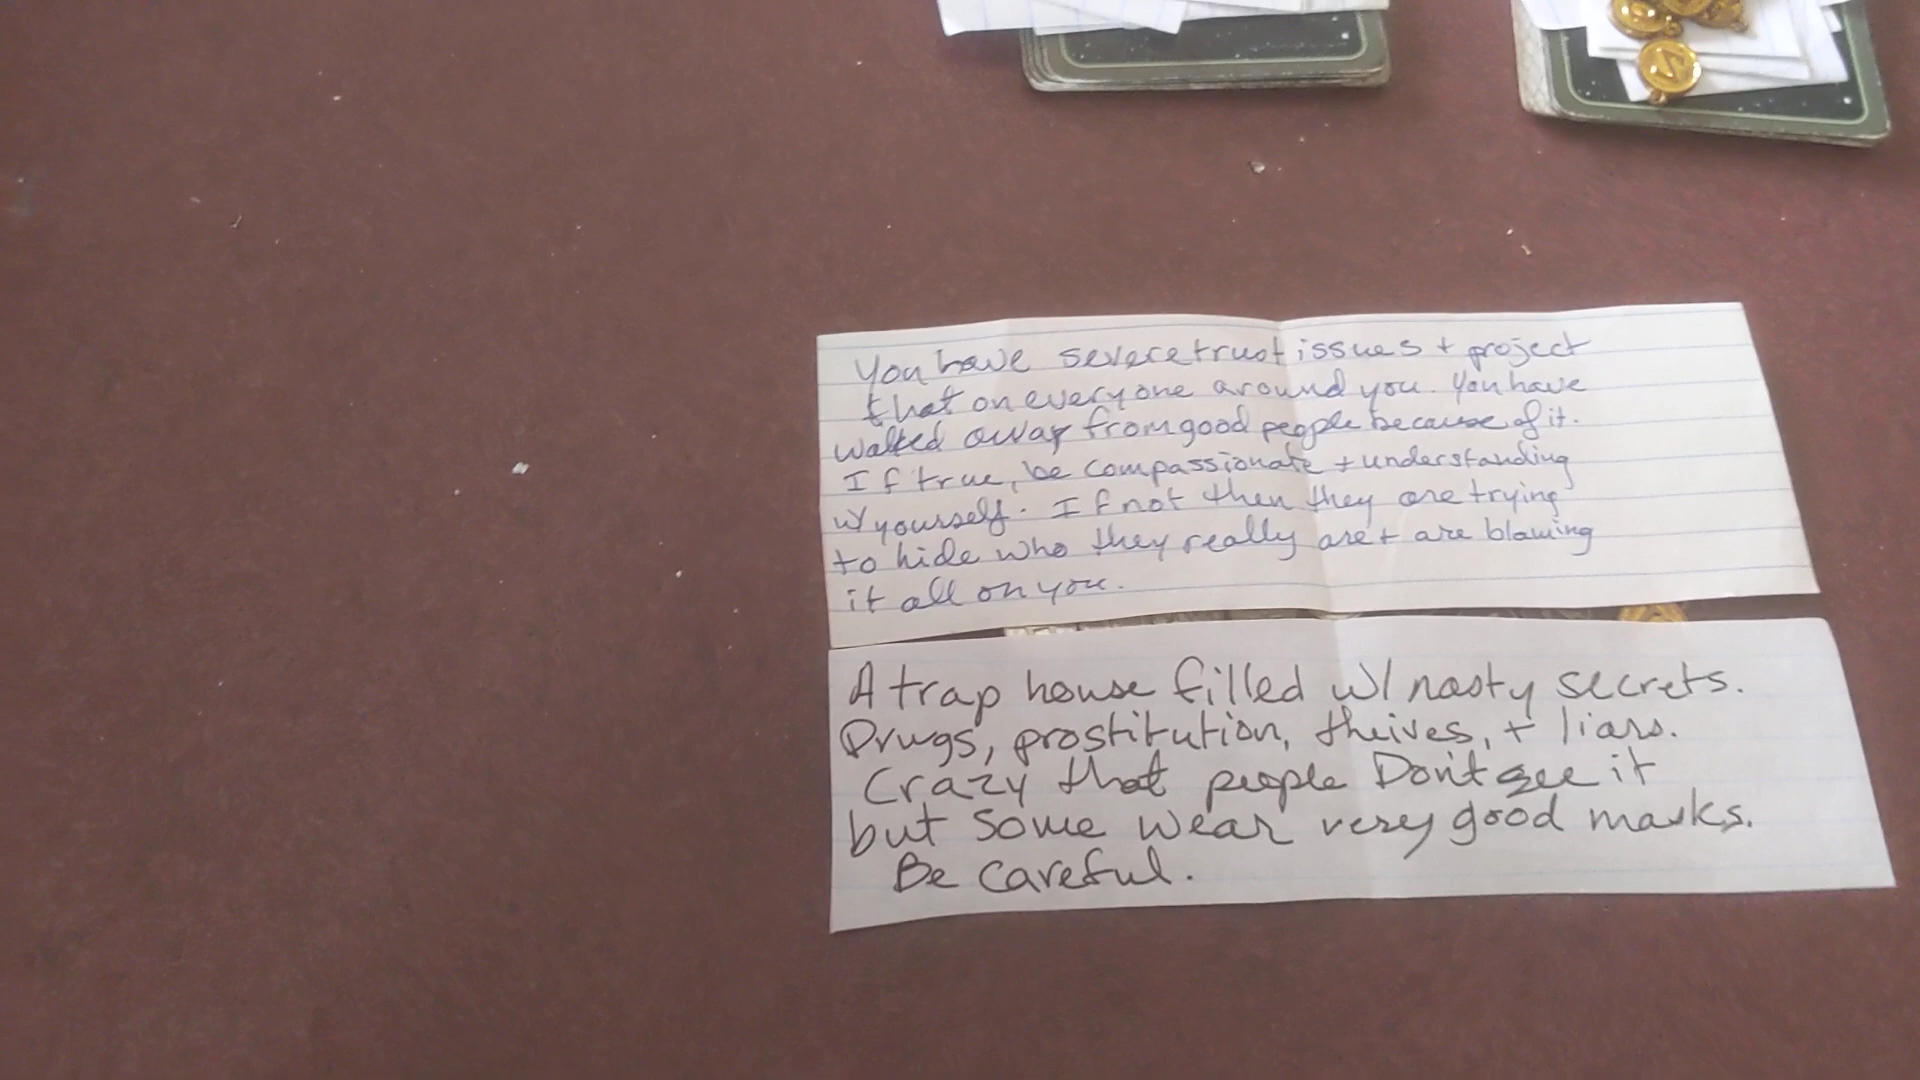 You have severe trust issues + project
that on everyone around you. You have
walked away from good people because of it.
If true, be compassionate + understanding
w/ yourself. If not then they are trying
to hide who they really are + are blaming
it all on you.
A trap house filled w/ nasty secrets.
Drugs, prostitution, theives, + liars.
Crazy that people Don't see it
but some wear very good masks.
Be careful.